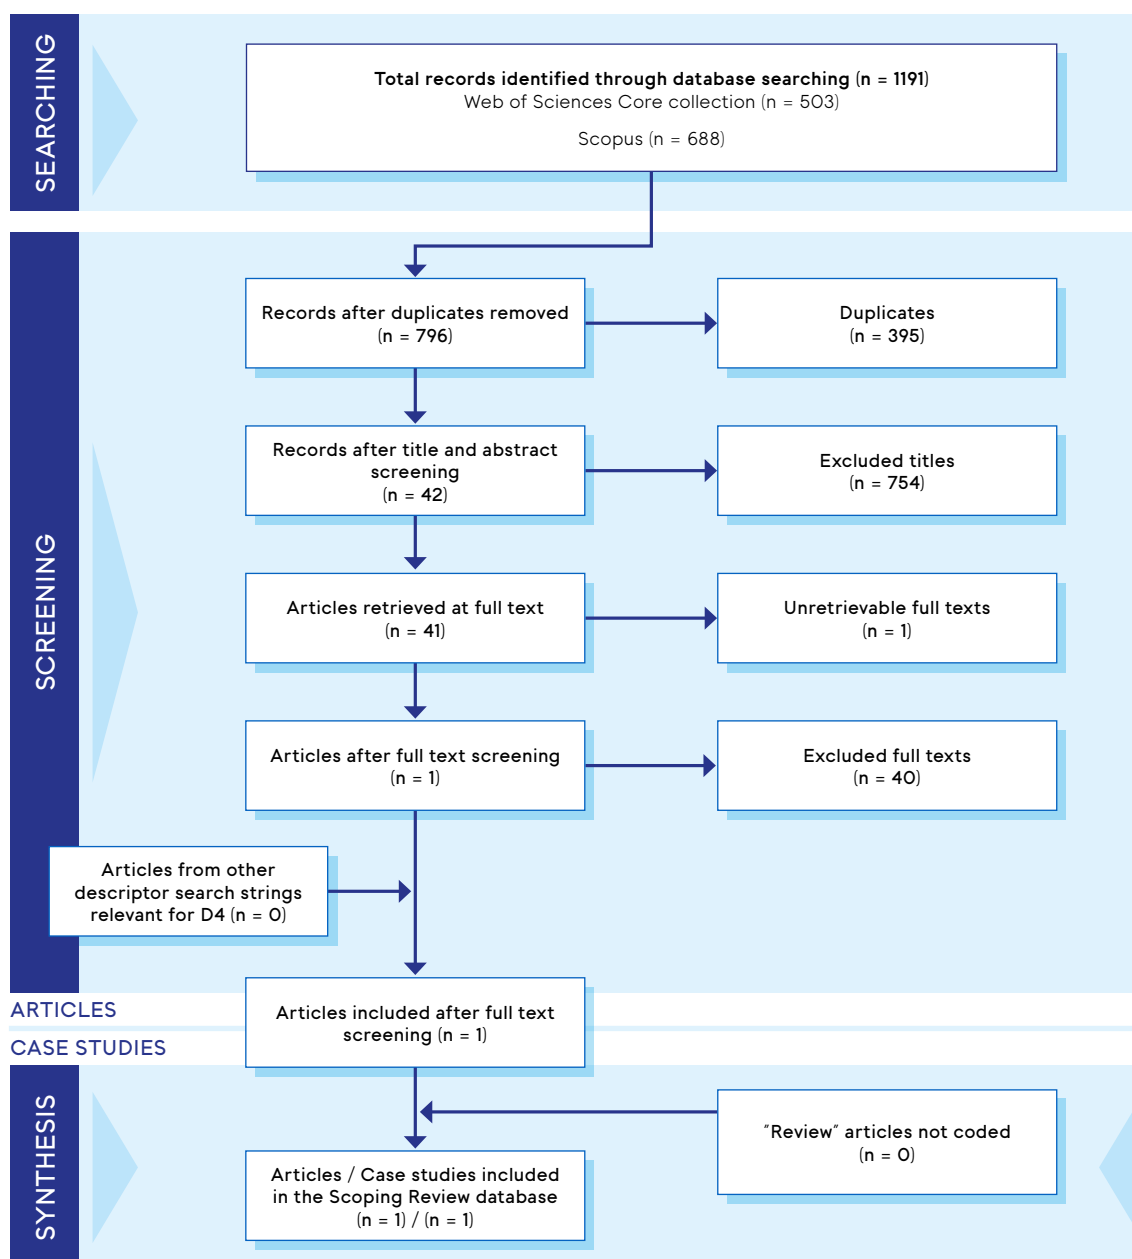 SEARCHING
Total records identified through database searching (n = 1191)
Web of Sciences Core collection (n = 503)
Scopus (n = 688)
SCREENING
Records after duplicates removed
(n = 796)
Duplicates
(n = 395)
Records after title and abstract
screening
(n = 42)
Excluded titles
(n = 754)
Articles retrieved at full text
(n = 41)
Unretrievable full texts
(n = 1)
Articles after full text screening
(n = 1)
Excluded full texts
(n = 40)
Articles from other
descriptor search strings
relevant for D4 (n = 0)
ARTICLES
Articles included after full text
screening (n = 1)
CASE STUDIES
SYNTHESIS
"Review" articles not coded
(n = 0)
Articles / Case studies included
in the Scoping Review database
(n = 1) / (n = 1)